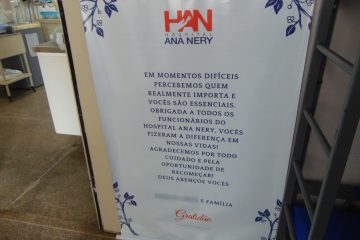 HAN
HOSPITAL
ANA NERY
EM MOMENTOS DIFÍCEIS
PERCEBEMOS QUEM
REALMENTE IMPORTA E
VOCÊS SÃO ESSENCIAIS.
OBRIGADA A TODOS OS
FUNCIONÁRIOS DO
HOSPITAL ANA NERY, VOCÊS
FIZERAM A DIFERENÇA EM
NOSSAS VIDAS!
AGRADECEMOS POR TODO
CUIDADO E PELA
OPORTUNIDADE DE
RECOMEÇAR!
DEUS ABENÇOE VOCÊS
E FAMÍLIA
Gratidão